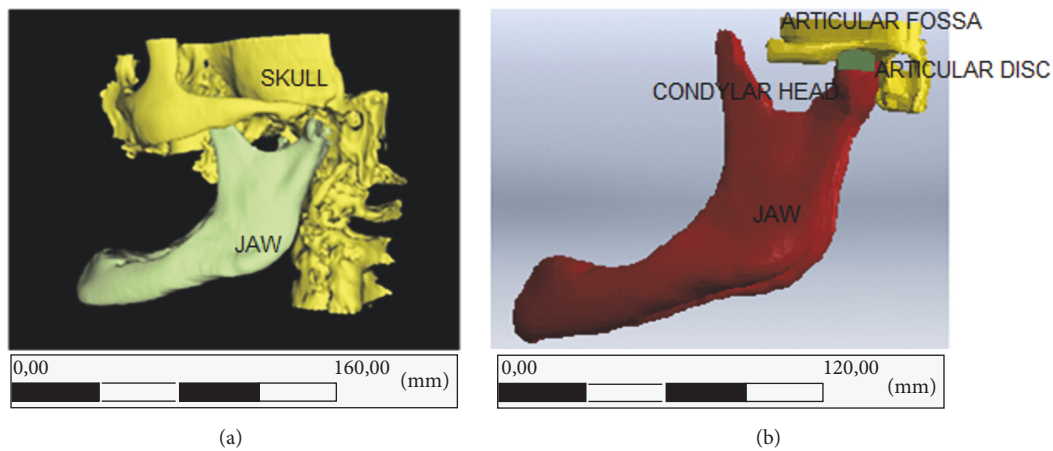 SKULL
JAW
0,00 160,00 (mm)
(a)
ARTICULAR FOSSA
ARTICULAR DISC
CONDYLAR HEAD
JAW
0,00 120,00 (mm)
(b)